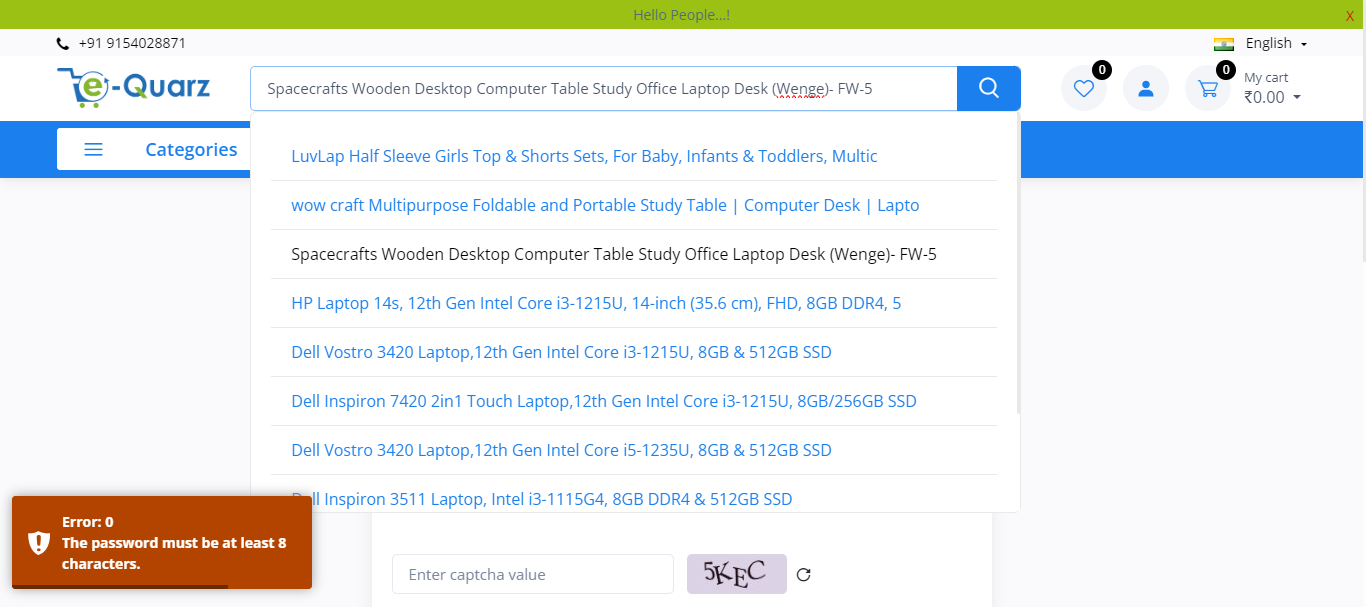 Hello People...!
X
+91 9154028871
English
e-Quarz
Spacecrafts Wooden Desktop Computer Table Study Office Laptop Desk (Wenge)- FW-5
0
0
My cart
₹0.00
Categories
LuvLap Half Sleeve Girls Top & Shorts Sets, For Baby, Infants & Toddlers, Multic
wow craft Multipurpose Foldable and Portable Study Table | Computer Desk | Lapto
Spacecrafts Wooden Desktop Computer Table Study Office Laptop Desk (Wenge)- FW-5
HP Laptop 14s, 12th Gen Intel Core i3-1215U, 14-inch (35.6 cm), FHD, 8GB DDR4, 5
Dell Vostro 3420 Laptop,12th Gen Intel Core i3-1215U, 8GB & 512GB SSD
Dell Inspiron 7420 2in1 Touch Laptop,12th Gen Intel Core i3-1215U, 8GB/256GB SSD
Dell Vostro 3420 Laptop,12th Gen Intel Core i5-1235U, 8GB & 512GB SSD
Dell Inspiron 3511 Laptop, Intel i3-1115G4, 8GB DDR4 & 512GB SSD
Error: 0
The password must be at least 8
characters.
Enter captcha value
5KEC